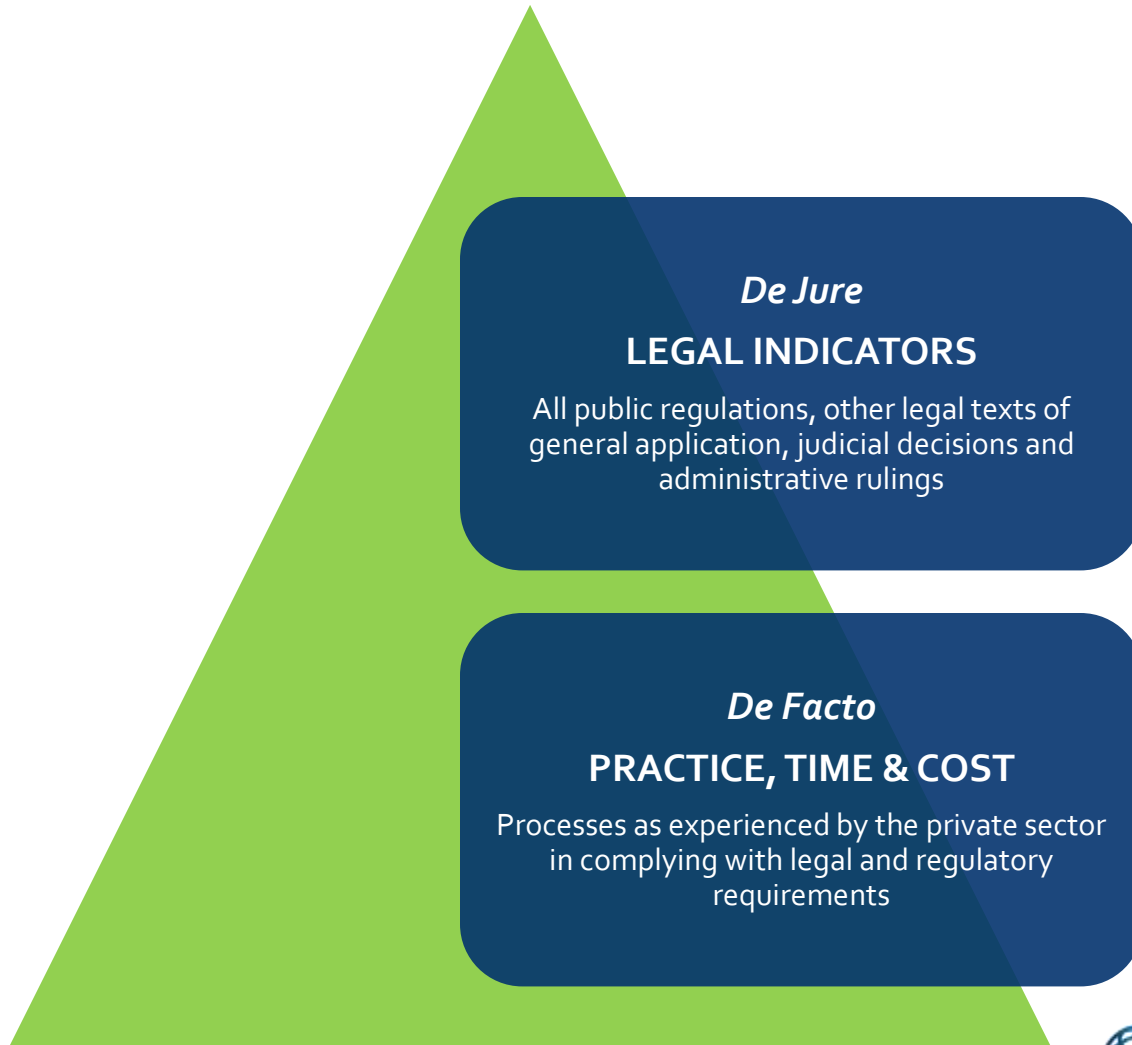 De Jure
LEGAL INDICATORS
All public regulations, other legal texts of
general application, judicial decisions and
administrative rulings
De Facto
PRACTICE, TIME & COST
Processes as experienced by the private sector
in complying with legal and regulatory
requirements